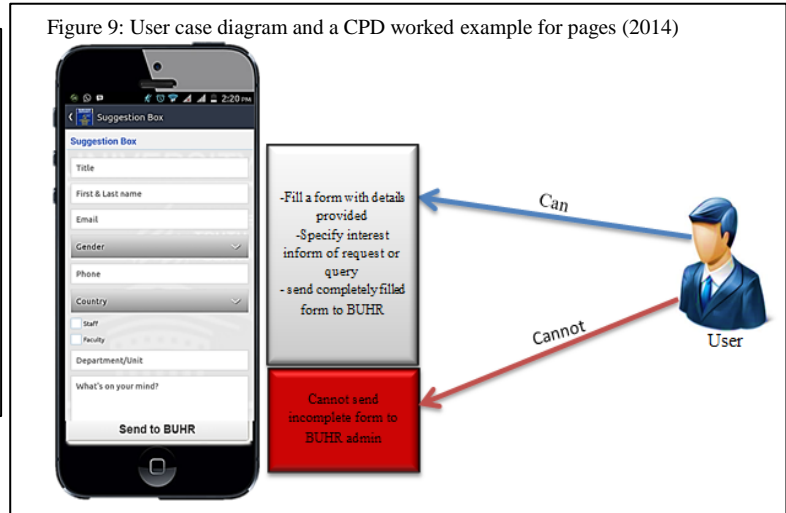 Figure 9: User case diagram and a CPD worked example for pages (2014)
2:20 PM
Suggestion Box
Suggestion Box
Title
First & Last name
Email
Gender
Phone
Country
Staff
Faculty
Department/Unit
What's on your mind?
Send to BUHR
-Fill a form with details
provided
-Specify interest
inform of request or
query
- send completely filled
form to BUHR
Cannot send
incomplete form to
BUHR admin
Can
Cannot
User